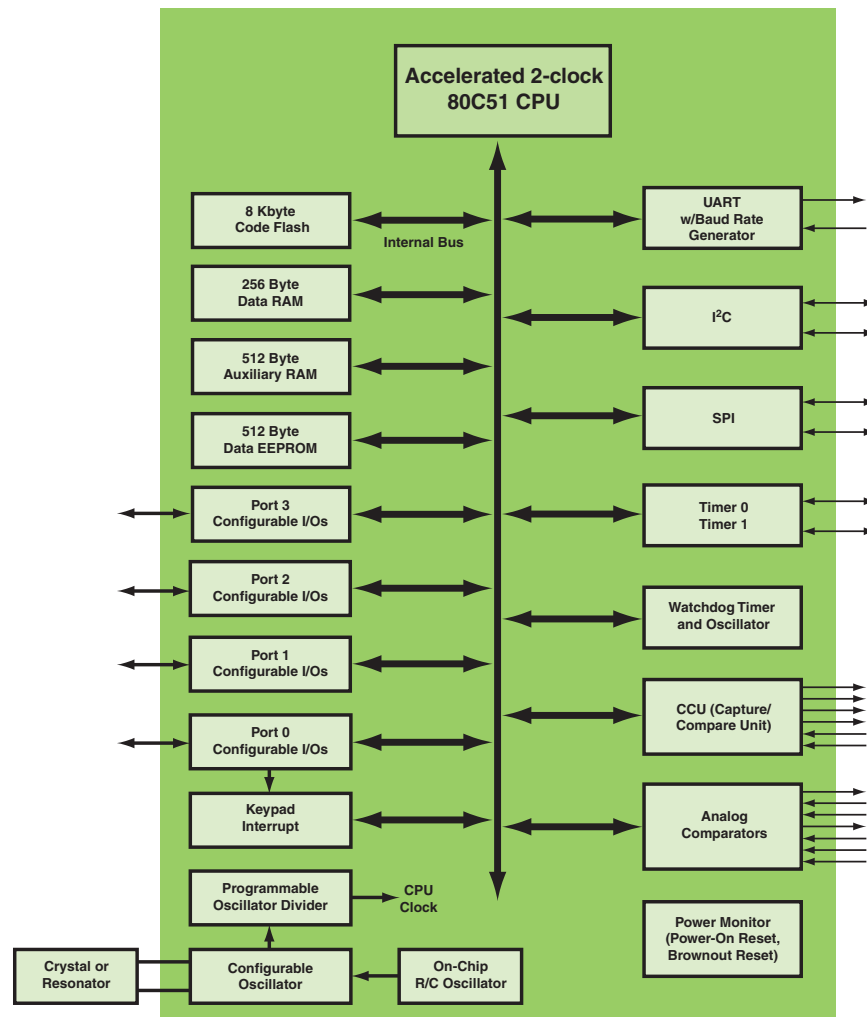 Accelerated 2-clock
80C51 CPU
8 Kbyte
Code Flash
Internal Bus
256 Byte
Data RAM
512 Byte
Auxiliary RAM
512 Byte
Data EEPROM
Port 3
Configurable I/Os
Port 2
Configurable I/Os
Port 1
Configurable I/Os
Port 0
Configurable I/Os
Keypad
Interrupt
Programmable
Oscillator Divider
CPU
Clock
Crystal or
Resonator
Configurable
Oscillator
On-Chip
R/C Oscillator
UART
w/Baud Rate
Generator
I²C
SPI
Timer 0
Timer 1
Watchdog Timer
and Oscillator
CCU (Capture/
Compare Unit)
Analog
Comparators
Power Monitor
(Power-On Reset,
Brownout Reset)